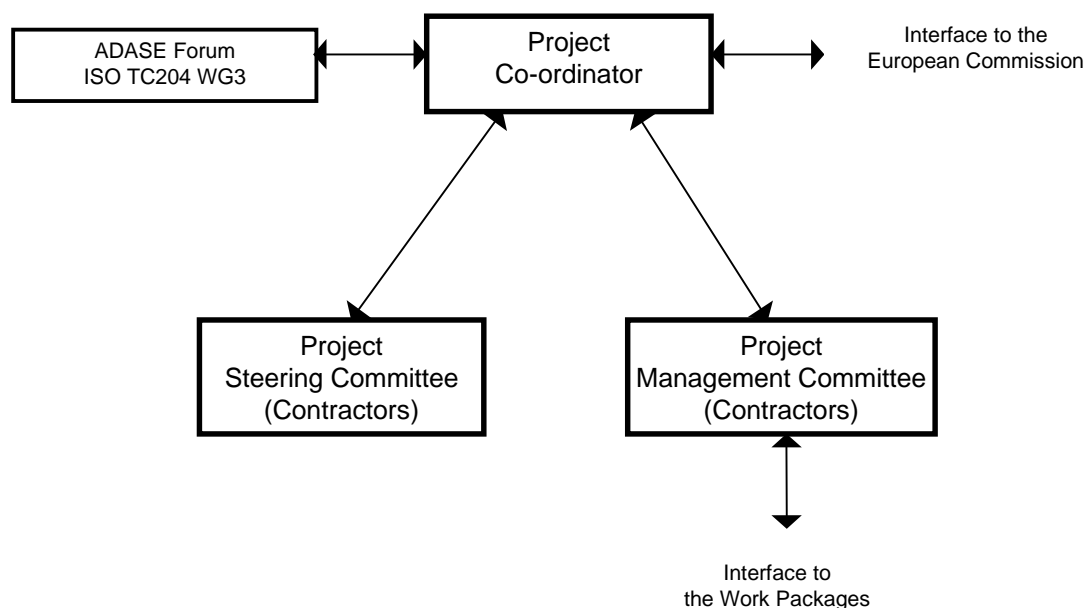 ADASE Forum
ISO TC204 WG3
Project
Co-ordinator
Interface to the
European Commission
Project
Steering Committee
(Contractors)
Project
Management Committee
(Contractors)
Interface to
the Work Packages